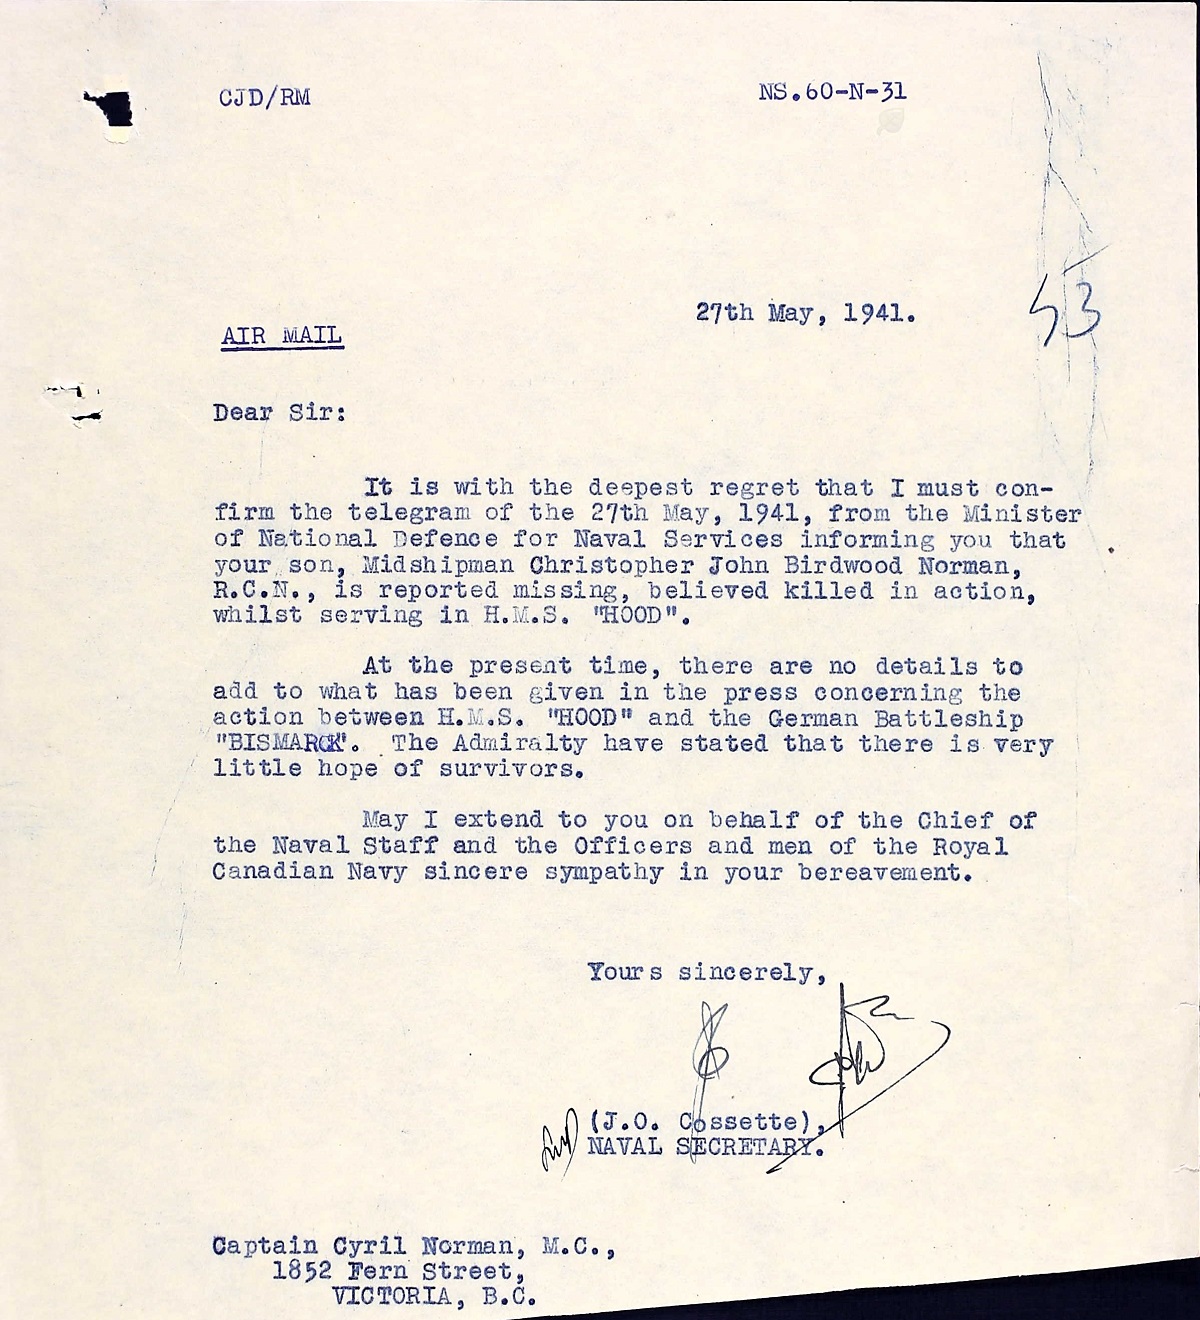 CJD/RM NS.60-N-31
27th May, 1941.
53
AIR MAIL
Dear Sir:
It is with the deepest regret that I must con-
firm the telegram of the 27th May, 1941, from the Minister
of National Defence for Naval Services informing you that
your son, Midshipman Christopher John Birdwood Norman,
R.C.N., is reported missing, believed killed in action,
whilst serving in H.M.S. "HOOD".
At the present time, there are no details to
add to what has been given in the press concerning the
action between H.M.S. "HOOD" and the German Battleship
"BISMARCK". The Admiralty have stated that there is very
little hope of survivors.
May I extend to you on behalf of the Chief of
the Naval Staff and the Officers and men of the Royal
Canadian Navy sincere sympathy in your bereavement.
Yours sincerely,
(J.O. Cossette),
NAVAL SECRETARY.
Captain Cyril Norman, M.C.,
1852 Fern Street,
VICTORIA, B.C.